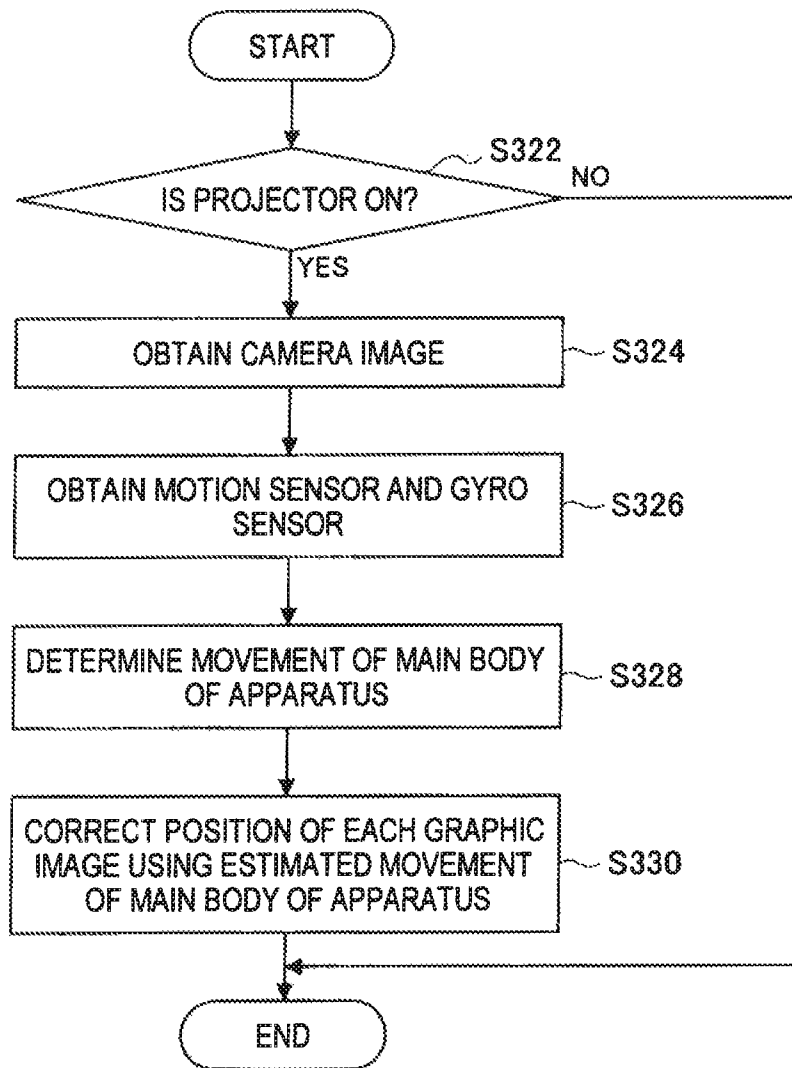 START
S322
IS PROJECTOR ON?
NO
YES
OBTAIN CAMERA IMAGE
S324
OBTAIN MOTION SENSOR AND GYRO
SENSOR
S326
DETERMINE MOVEMENT OF MAIN BODY
OF APPARATUS
S328
CORRECT POSITION OF EACH GRAPHIC
IMAGE USING ESTIMATED MOVEMENT
OF MAIN BODY OF APPARATUS
S330
END